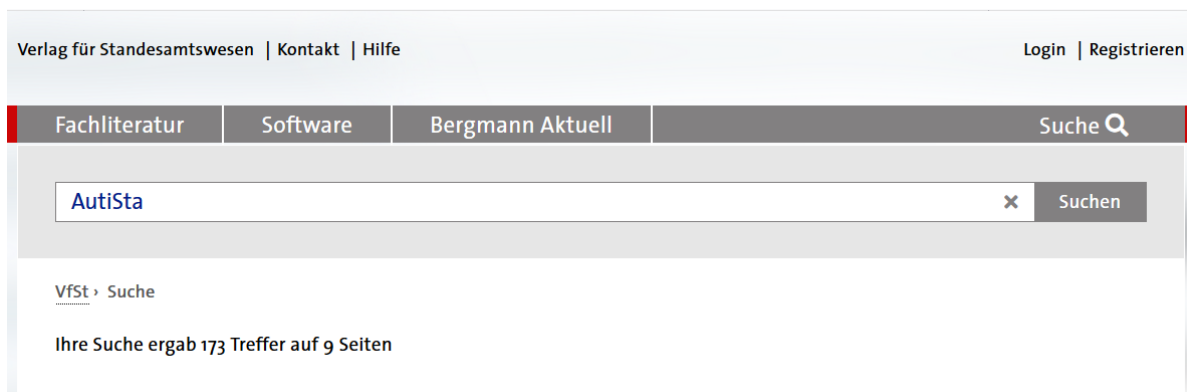 Verlag für Standesamtswesen | Kontakt | Hilfe Login | Registrieren
Fachliteratur Software Bergmann Aktuell Suche
AutiSta × Suchen
VfSt › Suche
Ihre Suche ergab 173 Treffer auf 9 Seiten